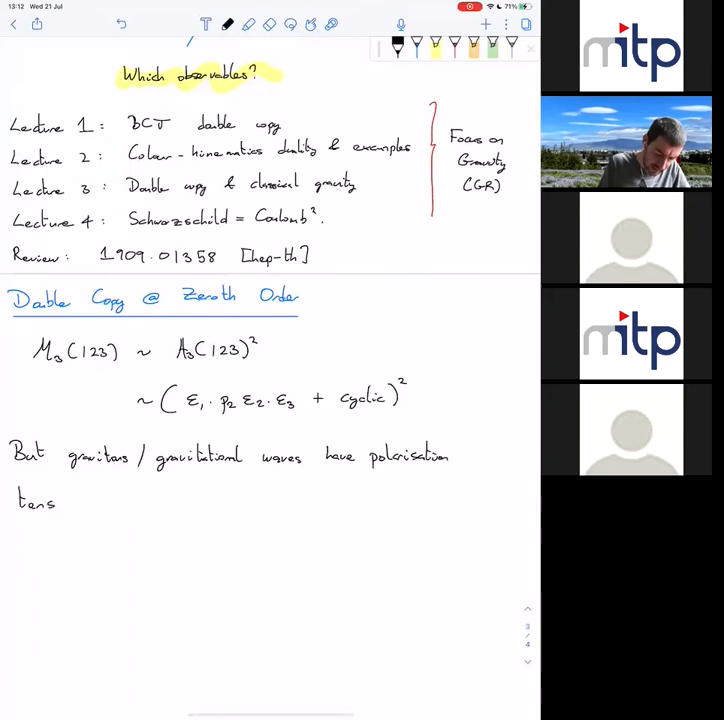 13:12 Wed 21 Jul
71%
Which observables?
Lecture 1: BCJ double copy
Lecture 2: Colour-kinematics duality & examples
Lecture 3: Double copy & classical gravity
Lecture 4: Schwarzschild = Coulomb².
Focus on
Gravity
(GR)
Review: 1909.01358 [hep-th]
Double Copy @ Zeroth Order
M₃(123) ~ A₃(123)²
~ (ε₁·p₂ ε₂·ε₃ + cyclic)²
But gravitons / gravitational waves have polarisation
tens
3
/
4
mitp
mitp